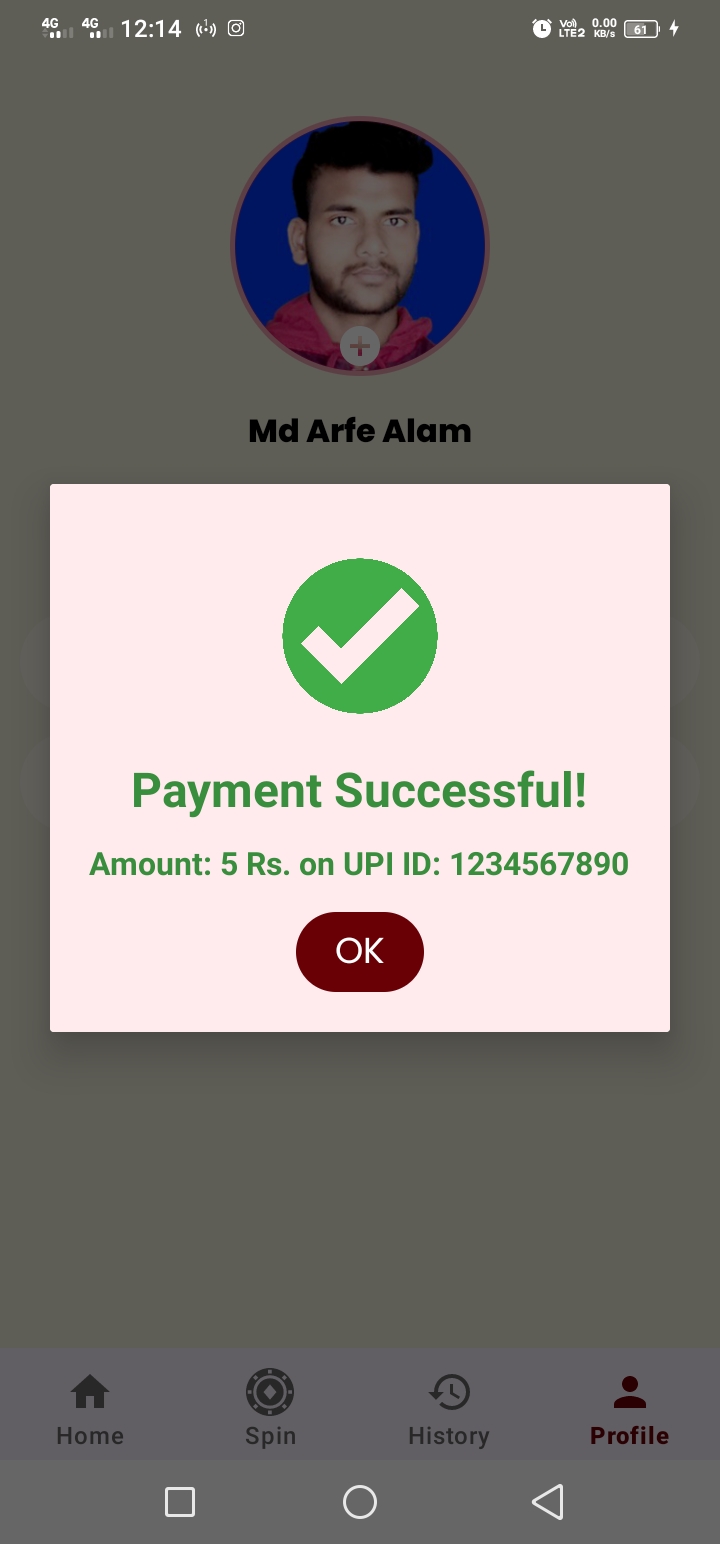 4G 4G 12:14 1 Vo) LTE2 0.00 KB/s 61
Md Arfe Alam
Payment Successful!
Amount: 5 Rs. on UPI ID: 1234567890
OK
Home Spin History Profile